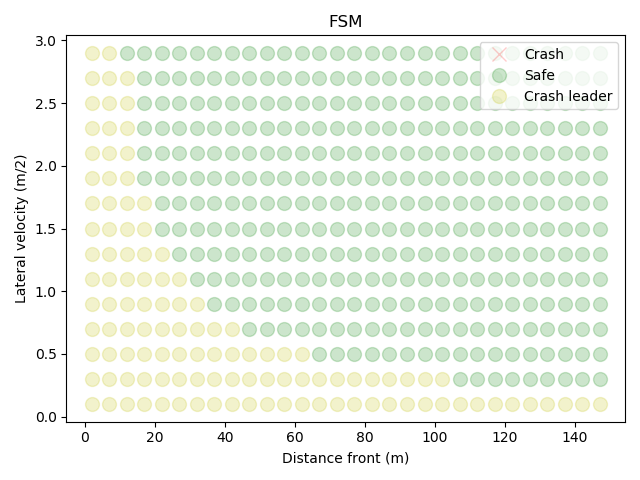 FSM
3.0
2.5
2.0
1.5
1.0
0.5
0.0
Lateral velocity (m/2)
Crash
Safe
Crash leader
0 20 40 60 80 100 120 140
Distance front (m)